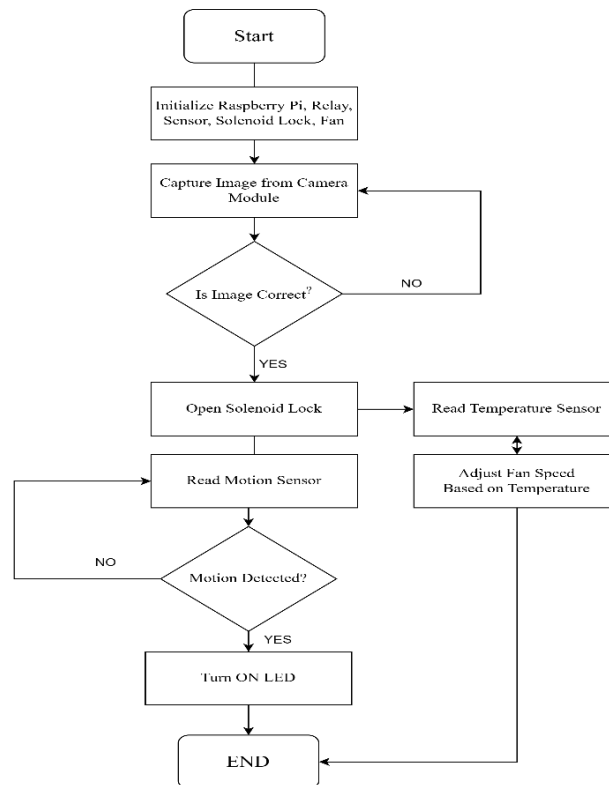 Start
Initialize Raspberry Pi, Relay,
Sensor, Solenoid Lock, Fan
Capture Image from Camera
Module
Is Image Correct?
NO
YES
Open Solenoid Lock
Read Temperature Sensor
Read Motion Sensor
Adjust Fan Speed
Based on Temperature
NO
Motion Detected?
YES
Turn ON LED
END